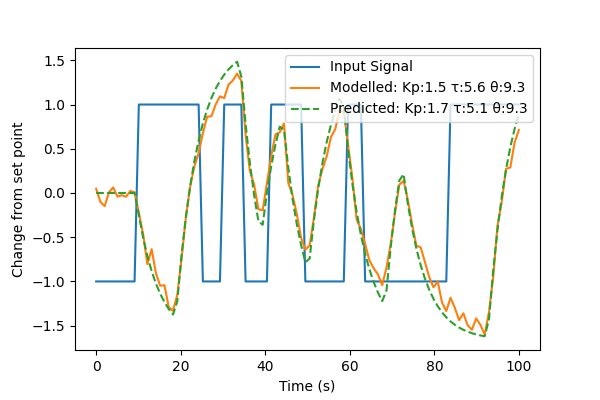 Input Signal
Modelled: Kp:1.5 τ:5.6 θ:9.3
Predicted: Kp:1.7 τ:5.1 θ:9.3
Change from set point
1.5
1.0
0.5
0.0
−0.5
−1.0
−1.5
0 20 40 60 80 100
Time (s)